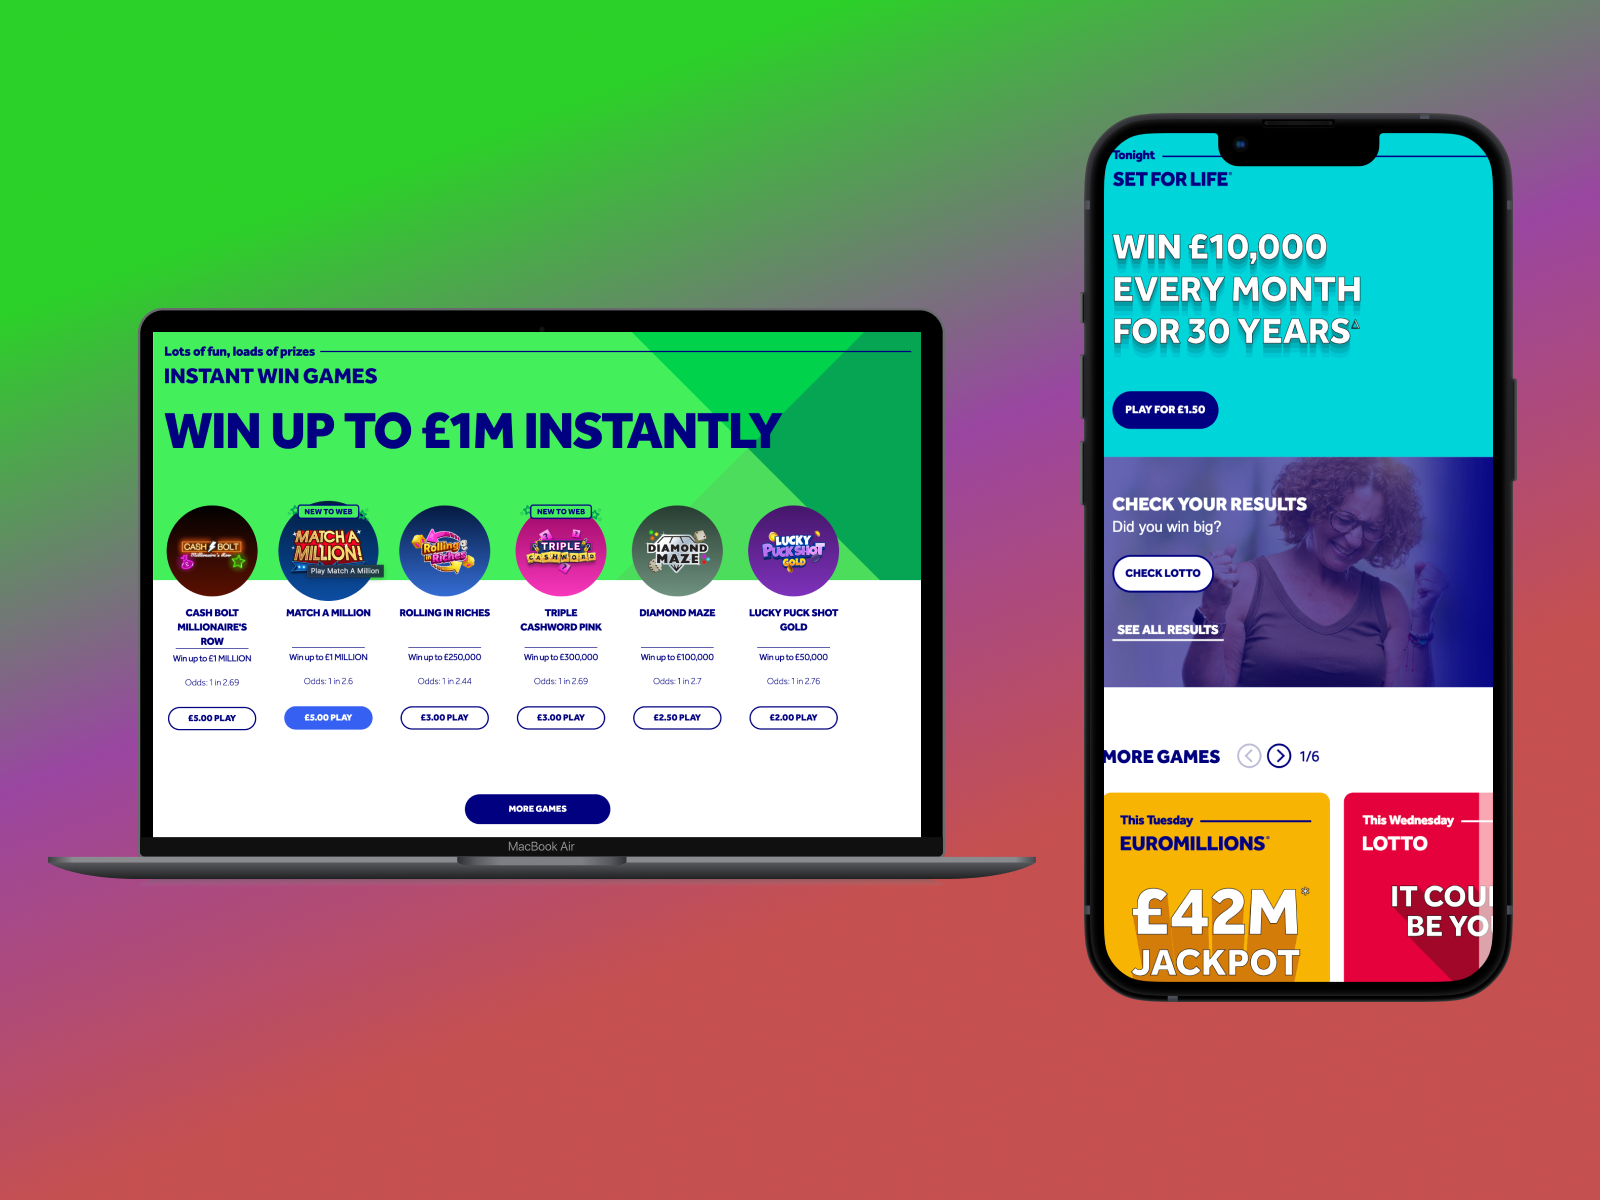 Lots of fun, loads of prizes
INSTANT WIN GAMES
WIN UP TO £1M INSTANTLY
CASH BOLT
Millionaire's Row
NEW TO WEB
MATCH A
MILLION!
Play Match A Million
Rolling
in Riches
NEW TO WEB
TRIPLE
CASHWORD
DIAMOND
MAZE
LUCKY
PUCK SHOT
GOLD
CASH BOLT
MILLIONAIRE'S
ROW
Win up to £1 MILLION
Odds: 1 in 2.69
£5.00 PLAY
MATCH A MILLION
Win up to £1 MILLION
Odds: 1 in 2.6
£5.00 PLAY
ROLLING IN RICHES
Win up to £250,000
Odds: 1 in 2.44
£3.00 PLAY
TRIPLE
CASHWORD PINK
Win up to £300,000
Odds: 1 in 2.69
£3.00 PLAY
DIAMOND MAZE
Win up to £100,000
Odds: 1 in 2.7
£2.50 PLAY
LUCKY PUCK SHOT
GOLD
Win up to £50,000
Odds: 1 in 2.76
£2.00 PLAY
MORE GAMES
MacBook Air
Tonight
SET FOR LIFE
WIN £10,000
EVERY MONTH
FOR 30 YEARS△
PLAY FOR £1.50
CHECK YOUR RESULTS
Did you win big?
CHECK LOTTO
SEE ALL RESULTS
MORE GAMES
1/6
This Tuesday
EUROMILLIONS
£42M*
JACKPOT
This Wednesday
LOTTO
IT COU
BE YO